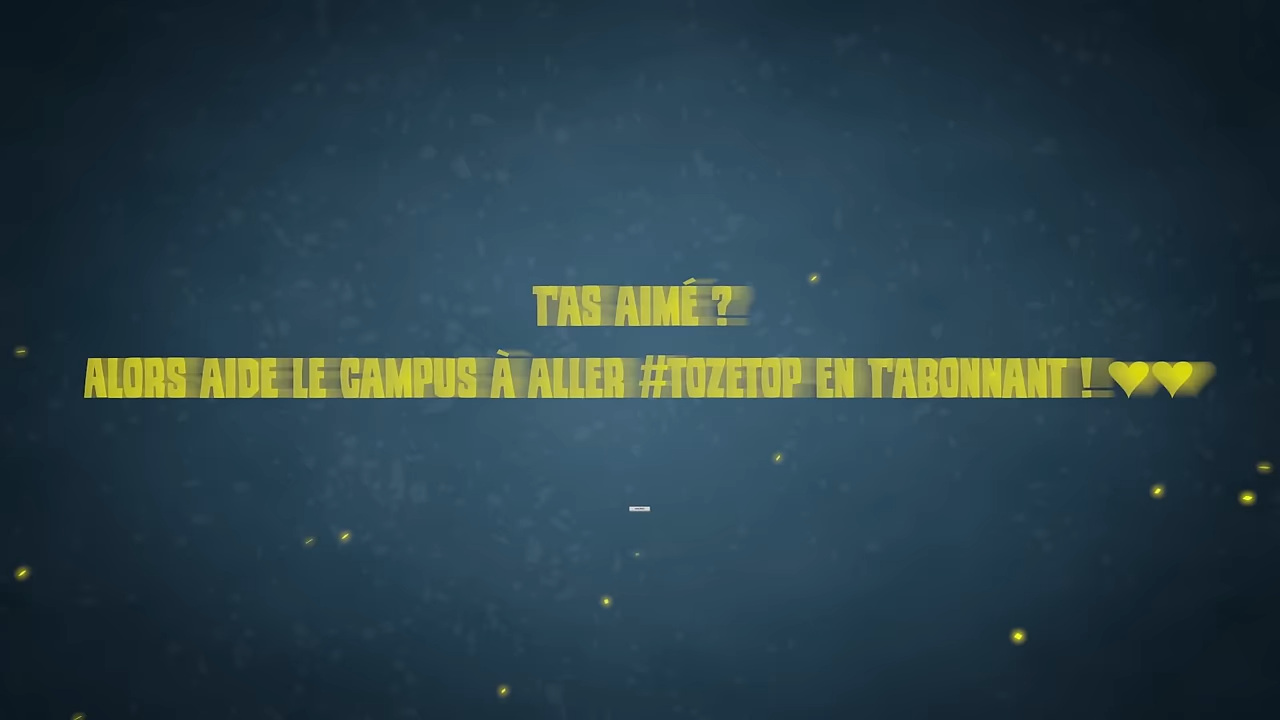 T'AS AIMÉ ?
ALORS AIDE LE CAMPUS À ALLER #TOZETOP EN T'ABONNANT ! ♥♥